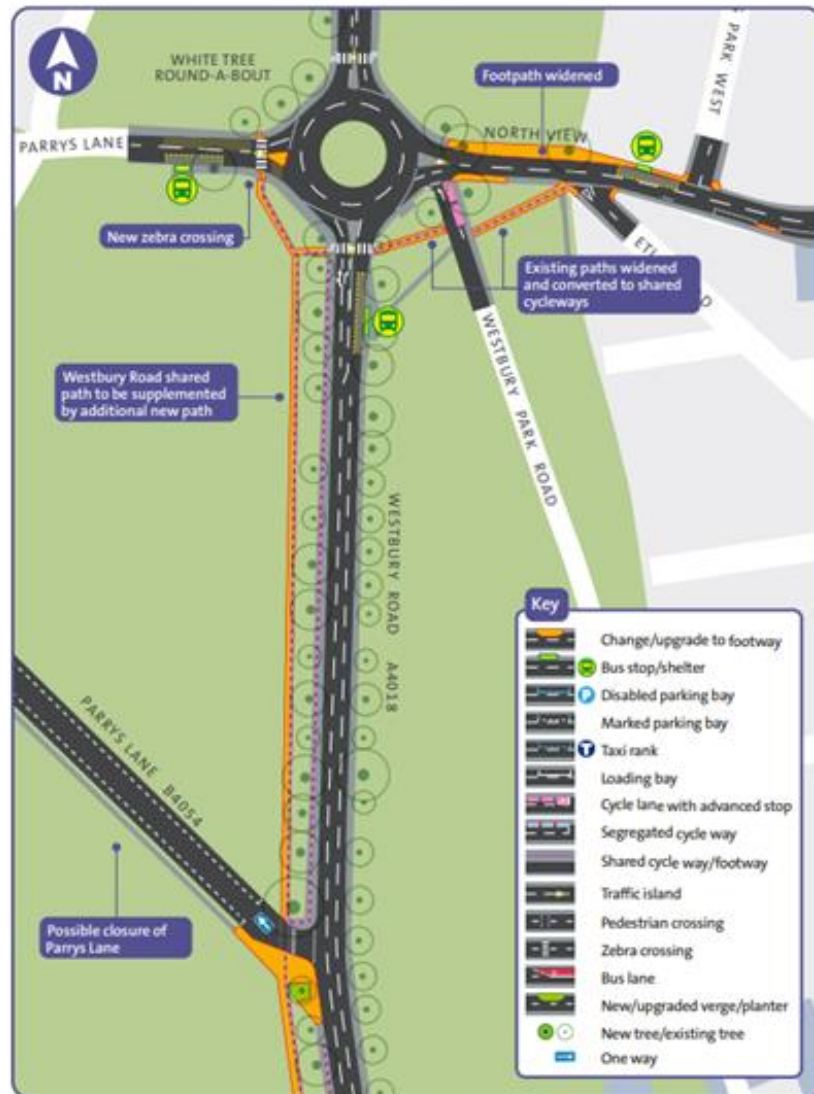 WHITE TREE
ROUND-A-BOUT
N
Footpath widened
PARK WEST
PARRYS LANE
NORTH VIEW
New zebra crossing
Existing paths widened
and converted to shared
cycleways
Westbury Road shared
path to be supplemented
by additional new path
WESTBURY PARK ROAD
WESTBURY ROAD A4018
PARRYS LANE B4054
Possible closure of
Parrys Lane
Key
Change/upgrade to footway
Bus stop/shelter
P Disabled parking bay
Marked parking bay
T Taxi rank
Loading bay
Cycle lane with advanced stop
Segregated cycle way
Shared cycle way/footway
Traffic island
Pedestrian crossing
Zebra crossing
Bus lane
New/upgraded verge/planter
New tree/existing tree
One way